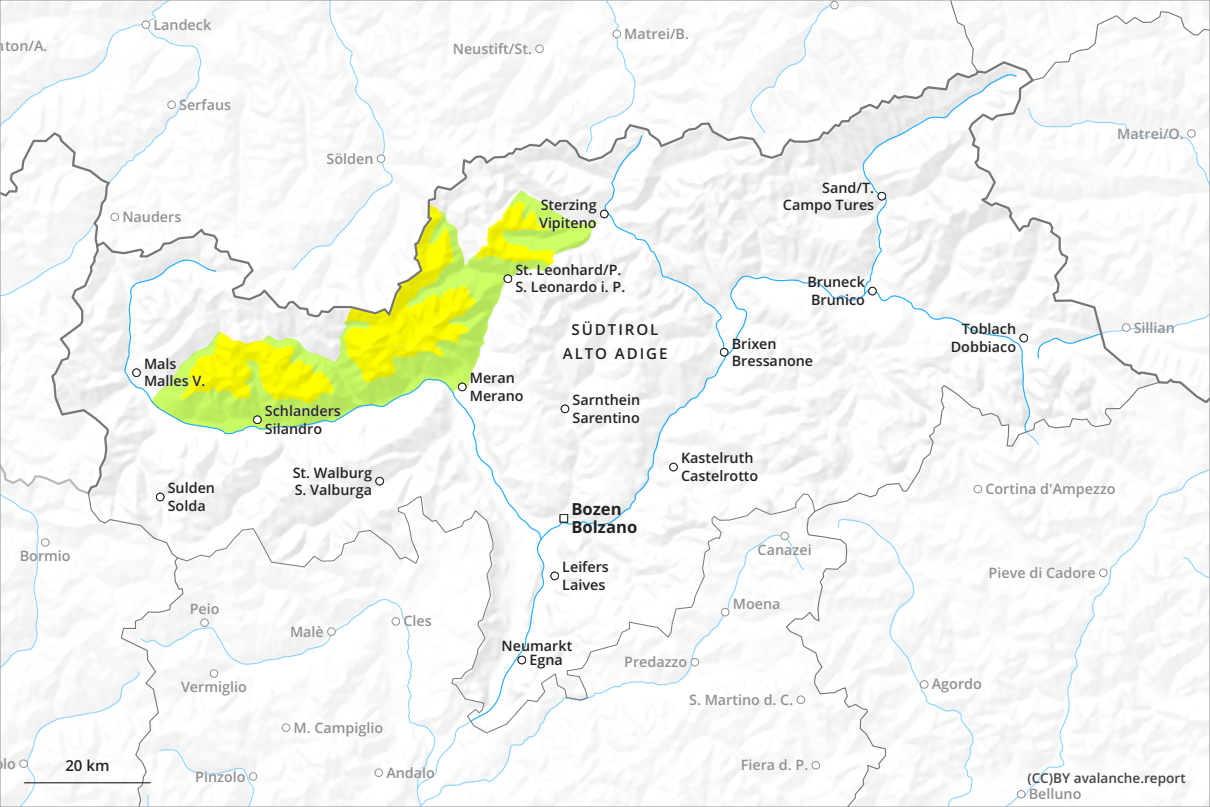 Landeck
Matrei/B.
nton/A.
Neustift/St.
Serfaus
Matrei/O.
Sölden
Sand/T.
Campo Tures
Nauders
Sterzing
Vipiteno
St. Leonhard/P.
S. Leonardo i. P.
Bruneck
Brunico
SÜDTIROL
ALTO ADIGE
Toblach
Dobbiaco
Sillian
Brixen
Bressanone
Mals
Malles V.
Meran
Merano
Schlanders
Silandro
Sarnthein
Sarentino
Kastelruth
Castelrotto
St. Walburg
S. Valburga
Sulden
Solda
Cortina d'Ampezzo
Bozen
Bolzano
Bormio
Canazei
Leifers
Laives
Pieve di Cadore
Peio
Moena
Malè
Cles
Neumarkt
Egna
Predazzo
Vermiglio
Agordo
S. Martino d. C.
M. Campiglio
20 km
olo
Pinzolo
Andalo
Fiera d. P.
(CC)BY avalanche.report
Belluno